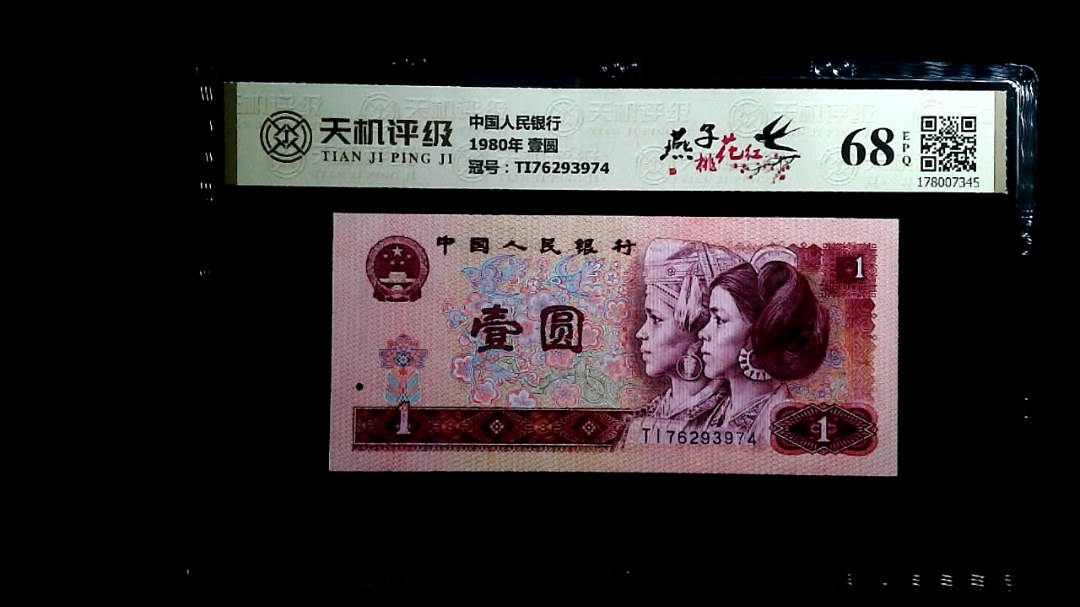 天机评级
TIAN JI PING JI
中国人民银行
1980年 壹圆
冠号：TI76293974
燕子
桃花红
68
EPQ
178007345
中国人民银行
1
壹圆
1
TI76293974
1